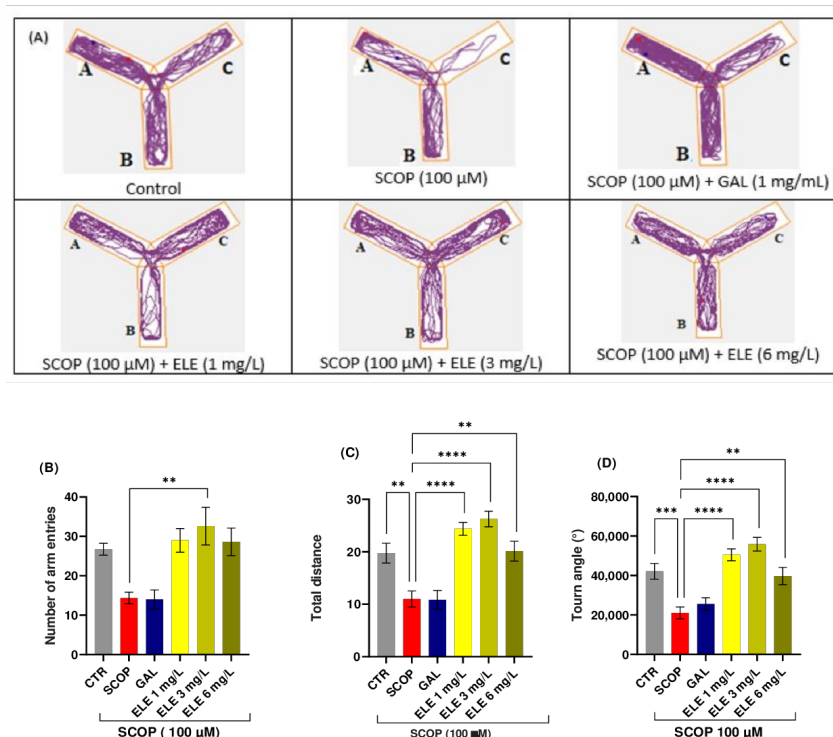 (A)
A
C
B
Control
A
C
B
SCOP (100 µM)
A
C
B
SCOP (100 µM) + GAL (1 mg/mL)
A
C
B
SCOP (100 µM) + ELE (1 mg/L)
A
C
B
SCOP (100 µM) + ELE (3 mg/L)
A
C
B
SCOP (100 µM) + ELE (6 mg/L)
(B)
**
Number of arm entries
40
30
20
10
0
CTR
SCOP
GAL
ELE 1 mg/L
ELE 3 mg/L
ELE 6 mg/L
SCOP ( 100 µM)
(C)
**
****
** ****
Total distance
30
20
10
0
CTR
SCOP
GAL
ELE 1 mg/L
ELE 3 mg/L
ELE 6 mg/L
SCOP (100 M)
(D)
**
****
*** ****
Tourn angle (°)
80,000
60,000
40,000
20,000
0
CTR
SCOP
GAL
ELE 1 mg/L
ELE 3 mg/L
ELE 6 mg/L
SCOP 100 µM